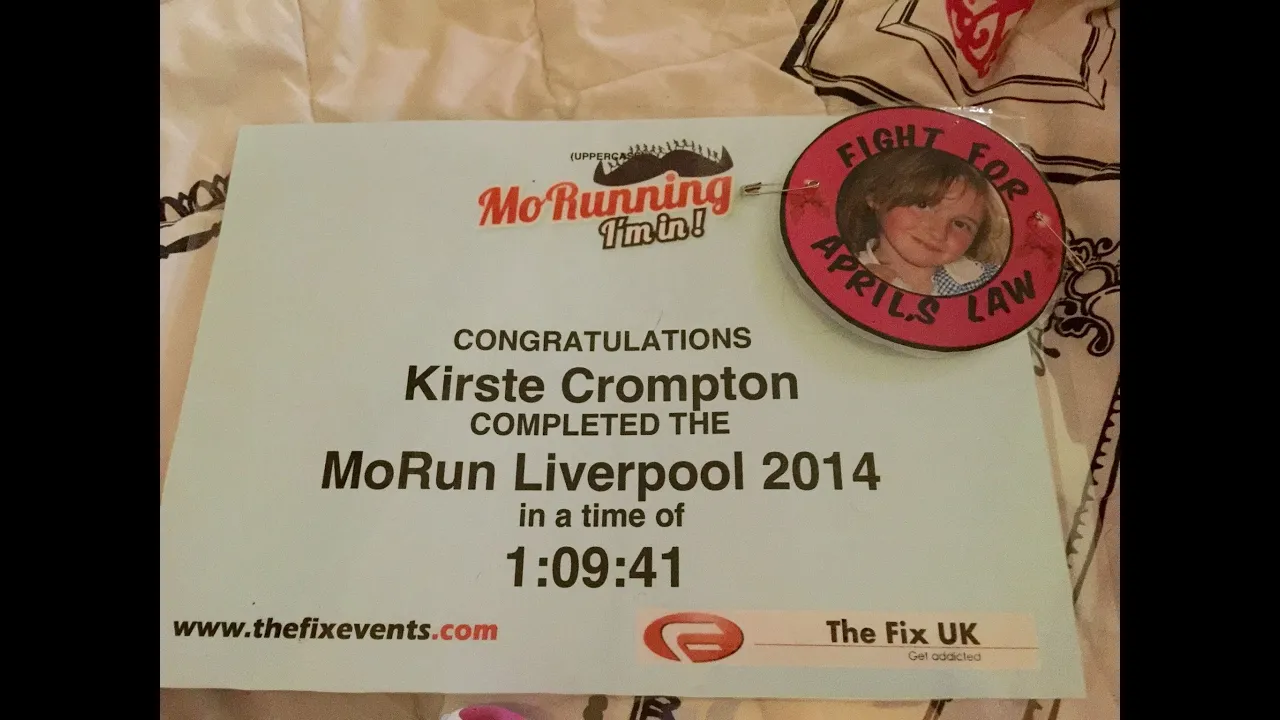 (UPPERCASE
MoRunning
I'm in!
FIGHT FOR
APRIL,S LAW
CONGRATULATIONS
Kirste Crompton
COMPLETED THE
MoRun Liverpool 2014
in a time of
1:09:41
www.thefixevents.com
The Fix UK
Get addicted